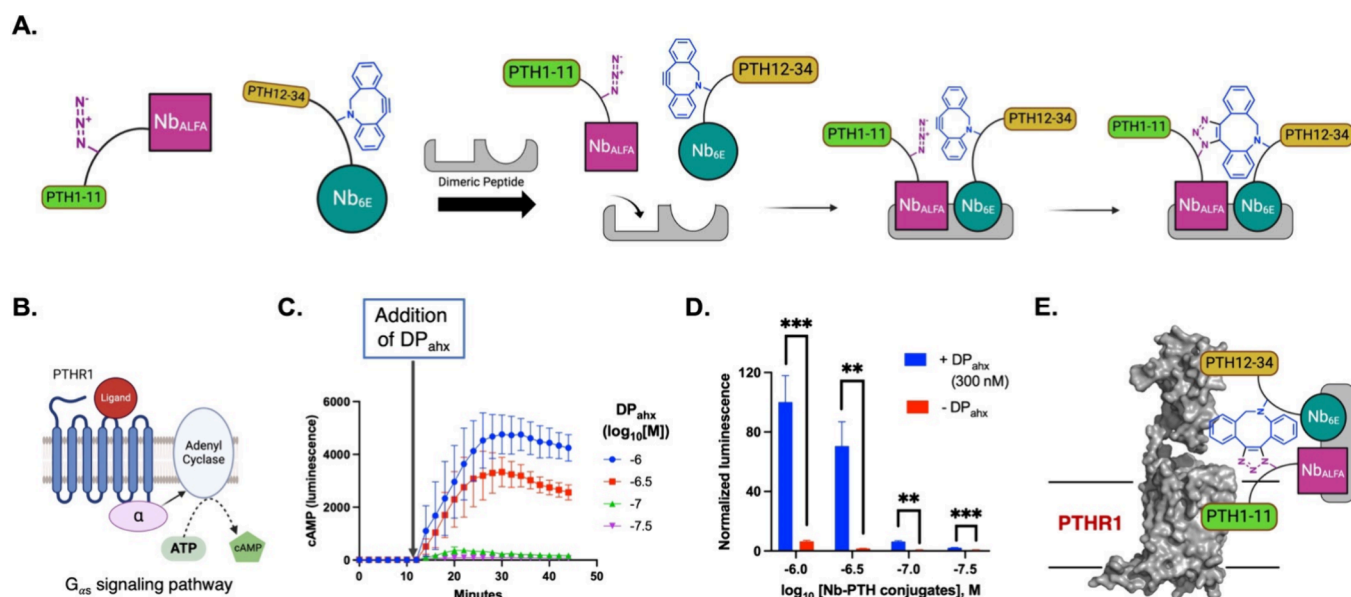 A.
N-
N+
N
PTH1-11
NbALFA
PTH12-34
N
Nb6E
Dimeric Peptide
PTH1-11
N-
N+
N
NbALFA
N
PTH12-34
Nb6E
PTH1-11
N-
N+
N
N
PTH12-34
NbALFA
Nb6E
PTH1-11
N
N
N
N
PTH12-34
NbALFA
Nb6E
B.
PTHR1
Ligand
Adenyl
Cyclase
α
ATP
cAMP
Gαs signaling pathway
C.
Addition
of DPahx
cAMP (luminescence)
6000
4000
2000
0
0 10 20 30 40 50
Minutes
DPahx
(log10[M])
-6
-6.5
-7
-7.5
D.
Normalized luminescence
120
80
40
0
***
**
**
***
+ DPahx
(300 nM)
- DPahx
-6.0 -6.5 -7.0 -7.5
log10 [Nb-PTH conjugates], M
E.
PTH12-34
N
Nb6E
N N N
NbALFA
PTHR1
PTH1-11